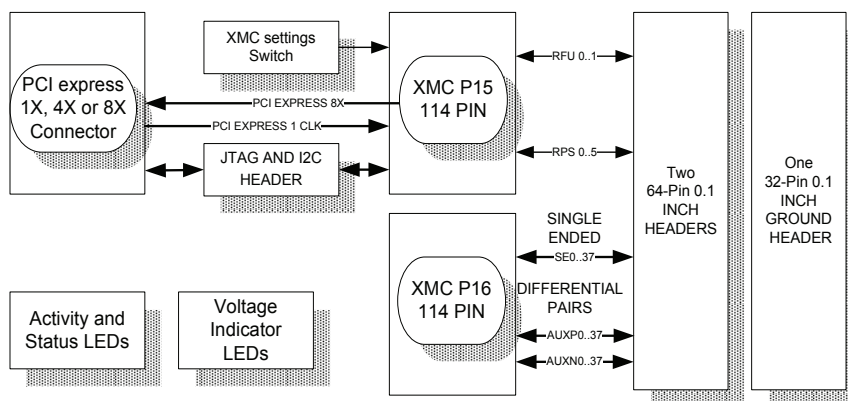 XMC settings
Switch
PCI express
1X, 4X or 8X
Connector
PCI EXPRESS 8X
PCI EXPRESS 1 CLK
JTAG AND I2C
HEADER
XMC P15
114 PIN
RFU 0..1
RPS 0..5
Two
64-Pin 0.1
INCH
HEADERS
One
32-Pin 0.1
INCH
GROUND
HEADER
XMC P16
114 PIN
SINGLE
ENDED
SE0..37
DIFFERENTIAL
PAIRS
AUXP0..37
AUXN0..37
Activity and
Status LEDs
Voltage
Indicator
LEDs